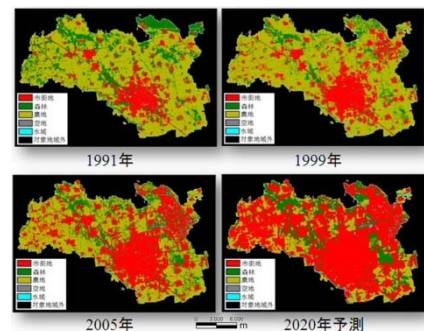 市街地
森林
農地
空地
水域
対象地域外
1991年
市街地
森林
農地
空地
水域
対象地域外
1999年
市街地
森林
農地
空地
水域
対象地域外
2005年
市街地
森林
農地
空地
水域
対象地域外
2020年予測
m